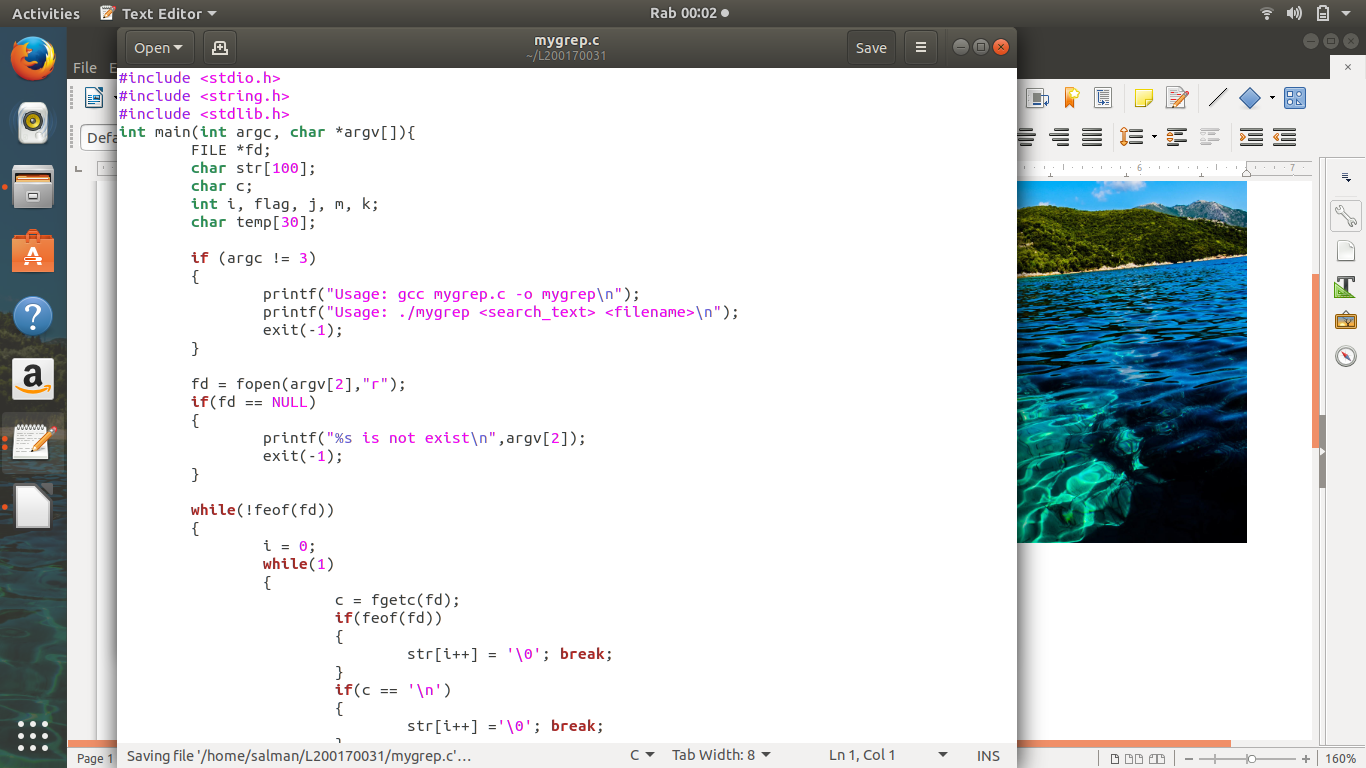 Activities Text Editor Rab 00:02
Open mygrep.c Save
~/L200170031
File
#include <stdio.h>
#include <string.h>
#include <stdlib.h>
int main(int argc, char *argv[]){
FILE *fd;
char str[100];
char c;
int i, flag, j, m, k;
char temp[30];
if (argc != 3)
{
printf("Usage: gcc mygrep.c -o mygrep\n");
printf("Usage: ./mygrep <search_text> <filename>\n");
exit(-1);
}
fd = fopen(argv[2],"r");
if(fd == NULL)
{
printf("%s is not exist\n",argv[2]);
exit(-1);
}
while(!feof(fd))
{
i = 0;
while(1)
{
c = fgetc(fd);
if(feof(fd))
{
str[i++] = '\0'; break;
}
if(c == '\n')
{
str[i++] ='\0'; break;
}
Saving file '/home/salman/L200170031/mygrep.c'... C Tab Width: 8 Ln 1, Col 1 INS
6 7
Page 1 160%